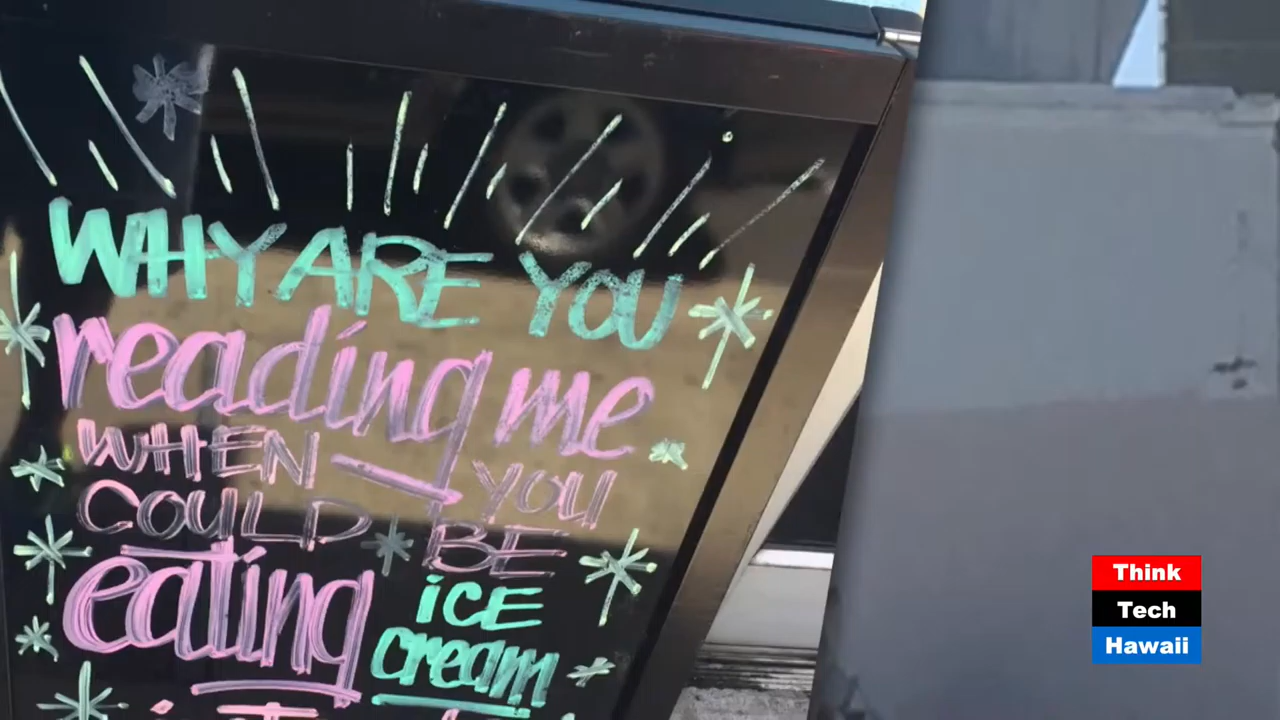 WHY ARE YOU
reading me
WHEN YOU
COULD BE
eating iCE
cream
Think
Tech
Hawaii